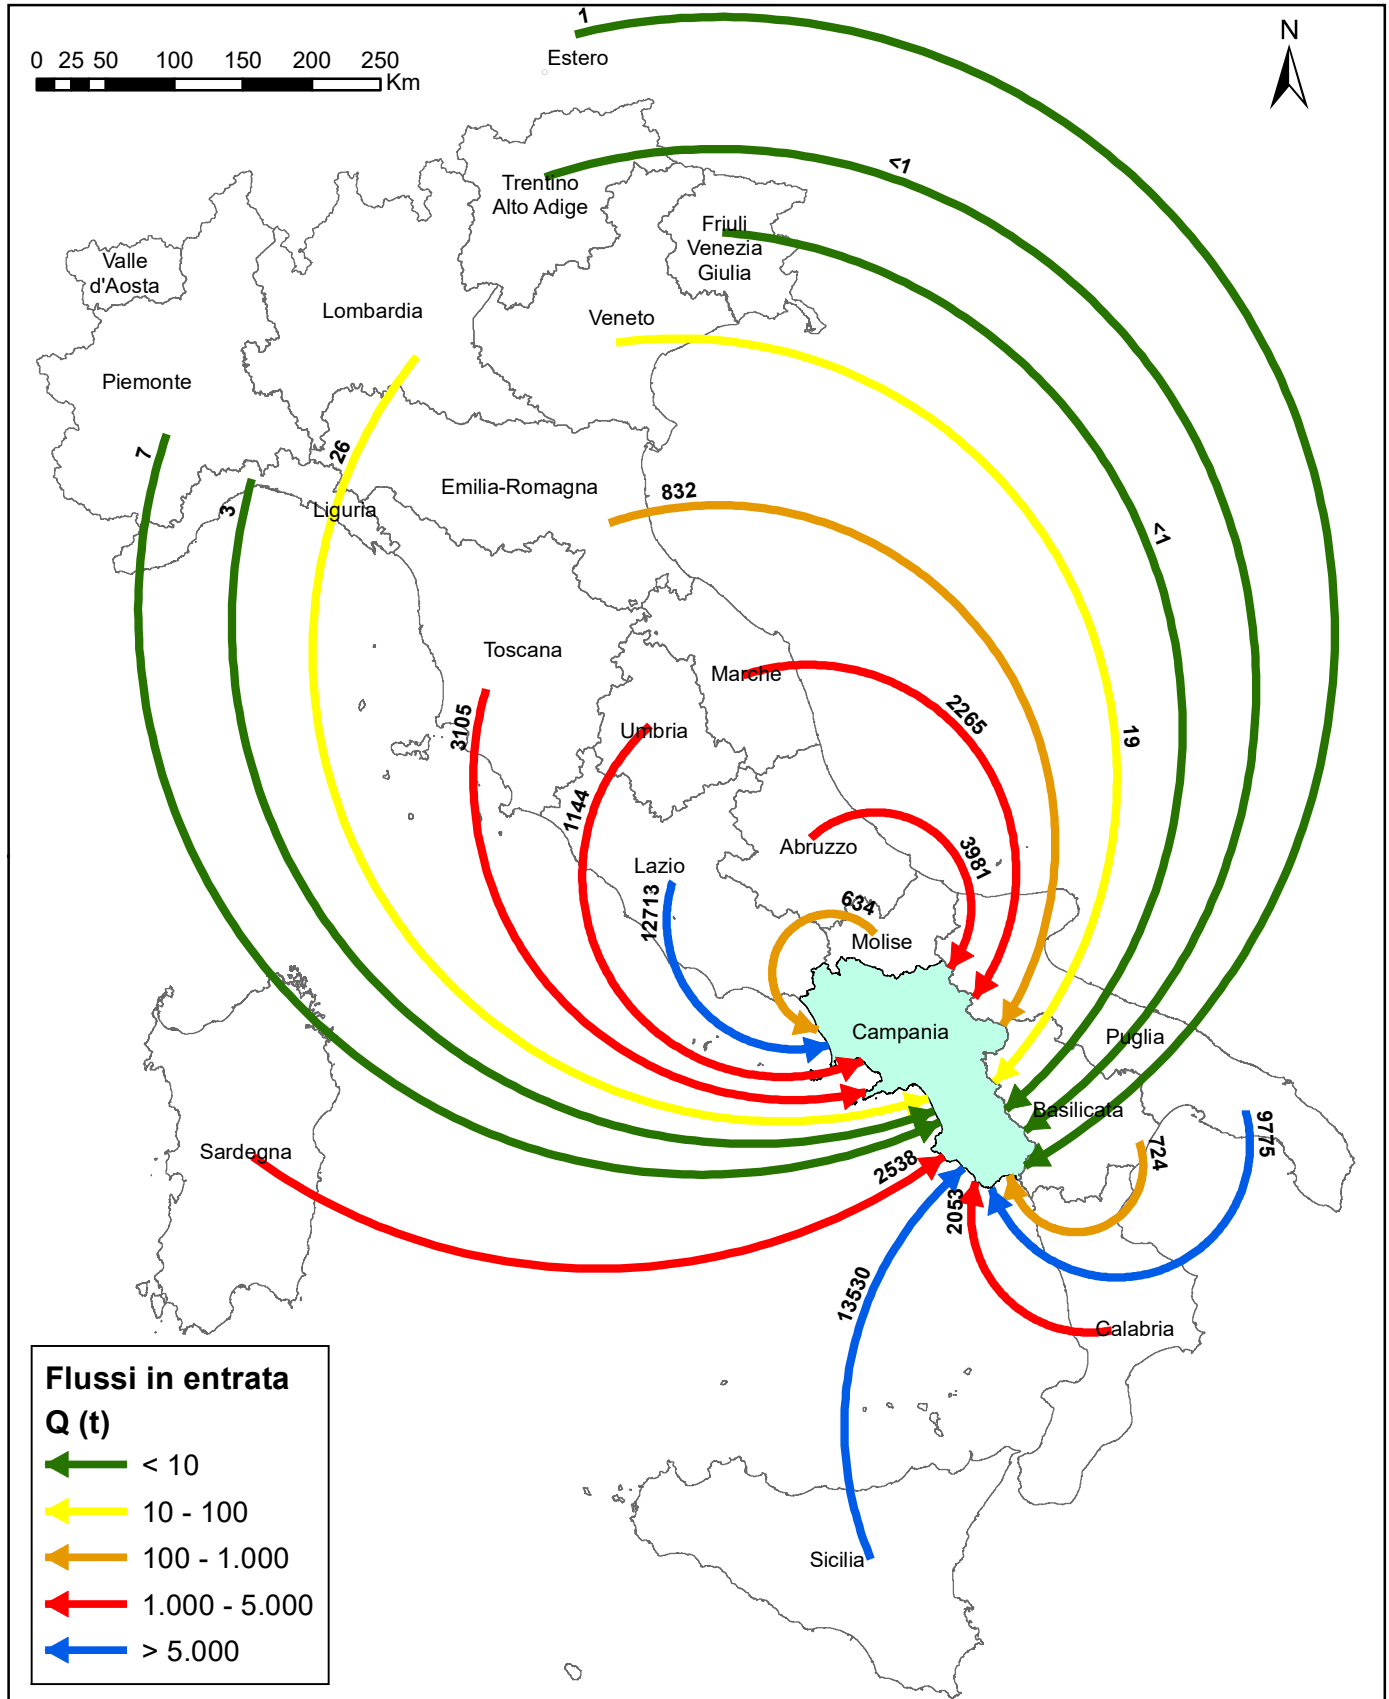 1
Estero
N
0 25 50 100 150 200 250
Km
<1
Trentino
Alto Adige
Friuli
Venezia
Giulia
Valle
d'Aosta
Lombardia
Veneto
Piemonte
7
26
3
Liguria
Emilia-Romagna
832
<1
Toscana
Marche
3105
Umbria
2265
19
1144
Abruzzo
3981
Lazio
12713
634
Molise
Campania
Puglia
Basilicata
Sardegna
2538
2053
724
9775
13530
Calabria
Sicilia
Flussi in entrata
Q (t)
< 10
10 - 100
100 - 1.000
1.000 - 5.000
> 5.000